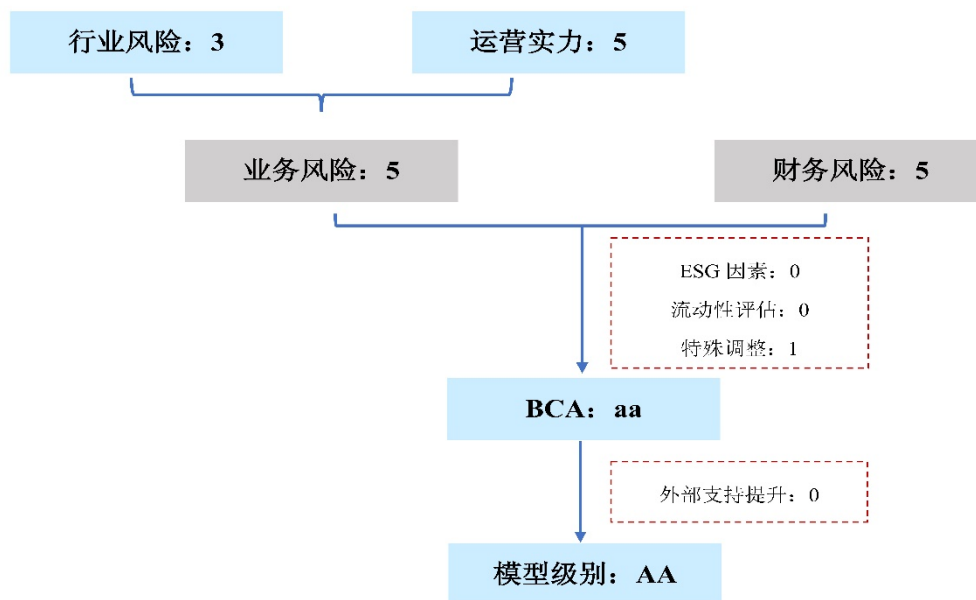 行业风险：3
运营实力：5
业务风险：5
财务风险：5
ESG 因素：0
流动性评估：0
特殊调整：1
BCA：aa
外部支持提升：0
模型级别：AA